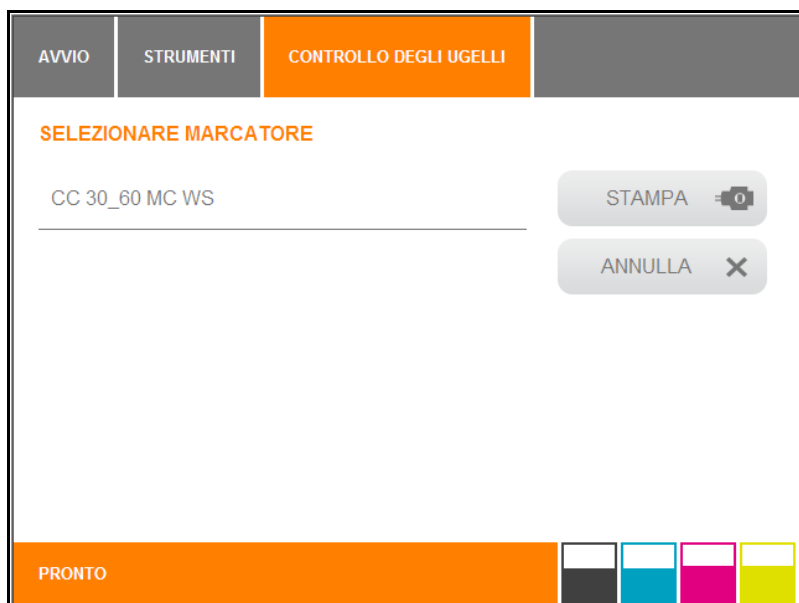 AVVIO STRUMENTI CONTROLLO DEGLI UGELLI
SELEZIONARE MARCATORE
CC 30_60 MC WS
STAMPA
ANNULLA
PRONTO